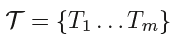 𝒯 = {T₁ … Tₘ}